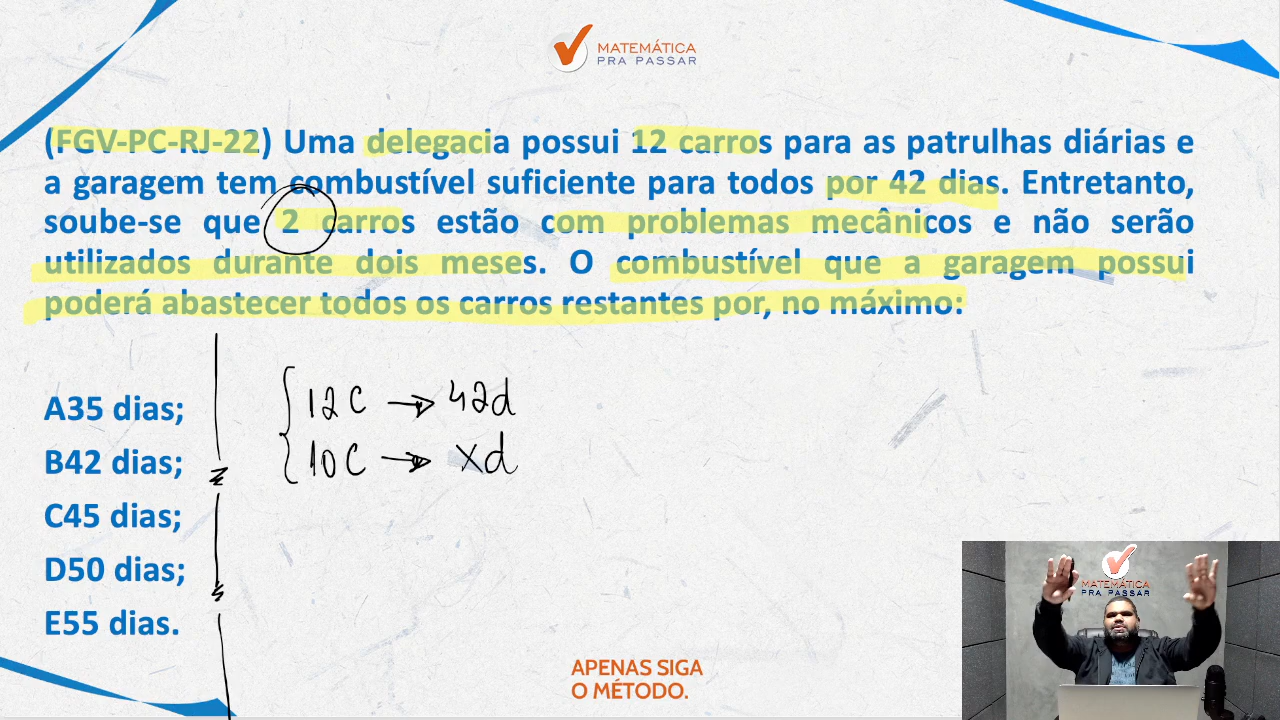 MATEMÁTICA
PRA PASSAR
(FGV-PC-RJ-22) Uma delegacia possui 12 carros para as patrulhas diárias e
a garagem tem combustível suficiente para todos por 42 dias. Entretanto,
soube-se que 2 carros estão com problemas mecânicos e não serão
utilizados durante dois meses. O combustível que a garagem possui
poderá abastecer todos os carros restantes por, no máximo:
A35 dias;
B42 dias;
C45 dias;
D50 dias;
E55 dias.
12C → 42d
10C → xd
APENAS SIGA
O MÉTODO.
MATEMÁTICA
PRA PASSAR